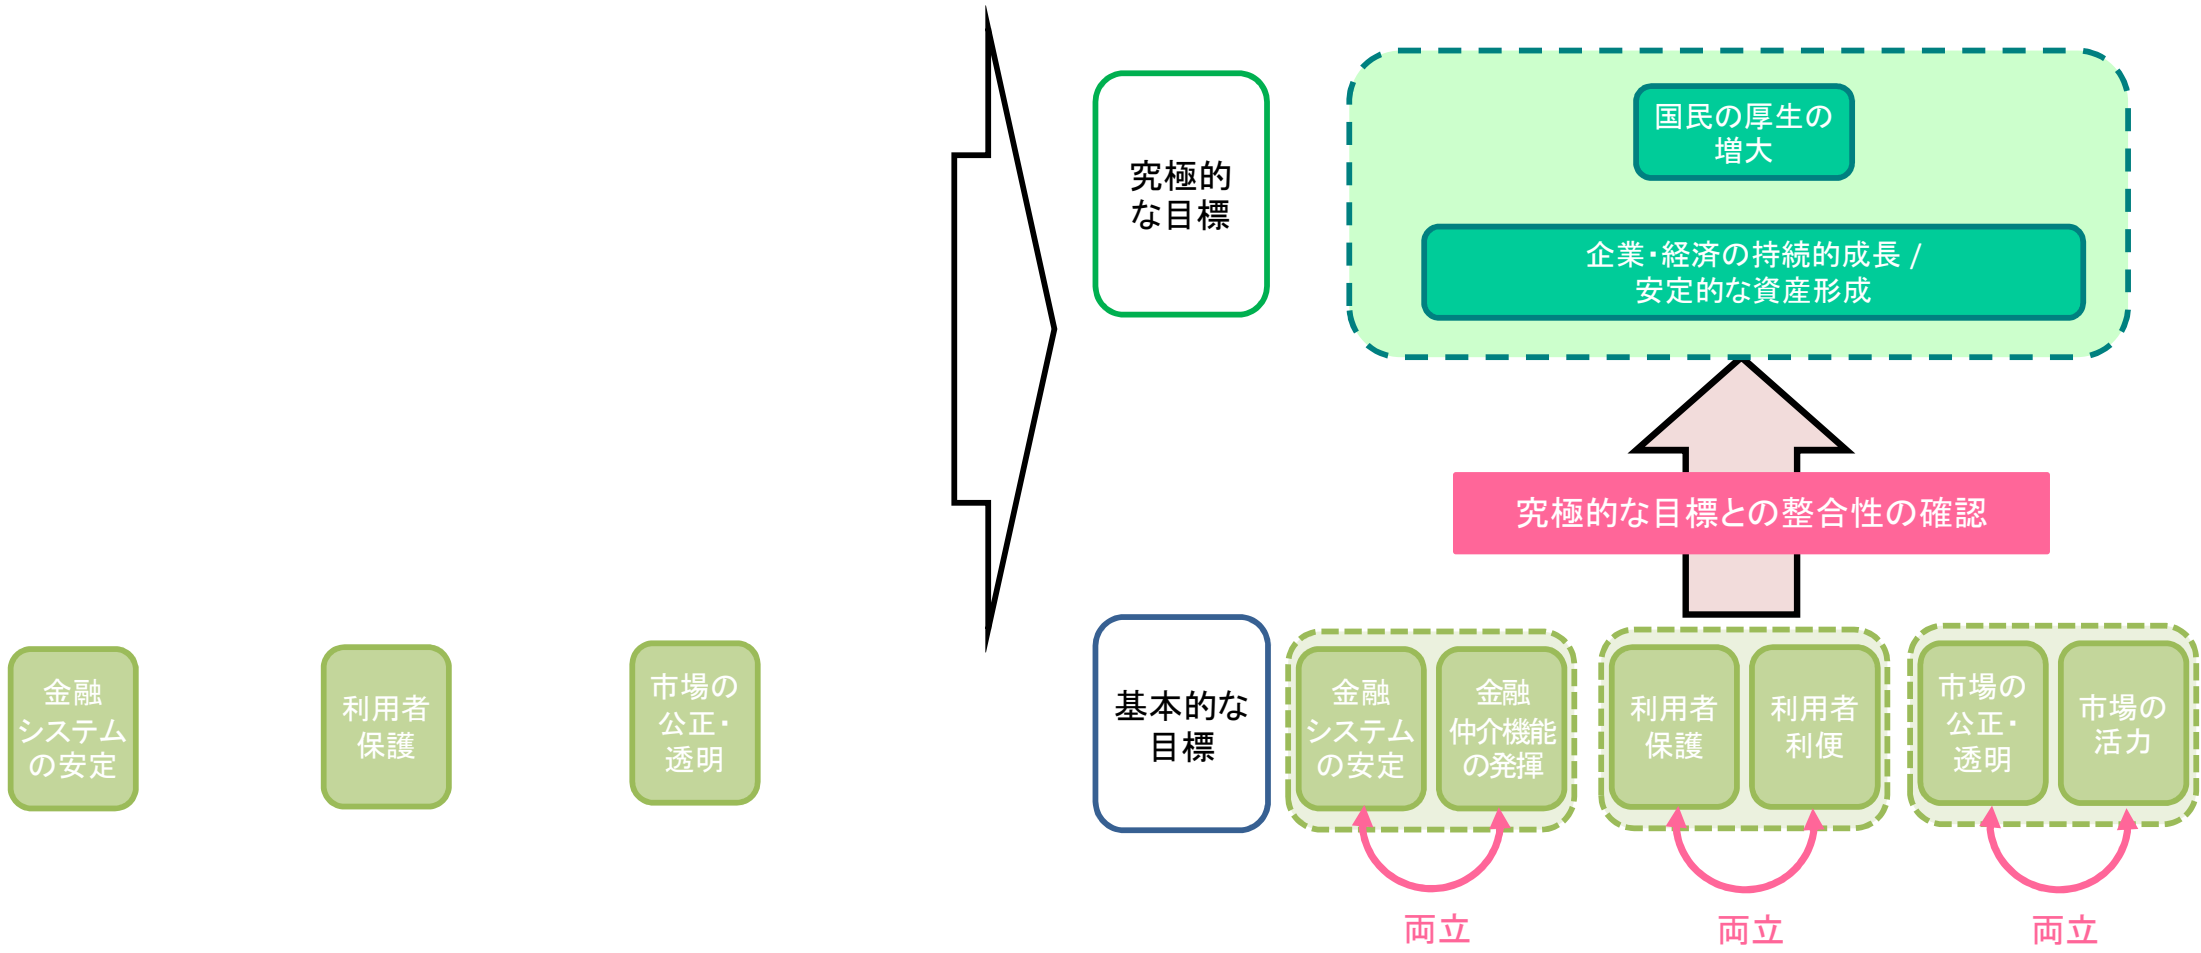 究極的
な目標
国民の厚生の
増大
企業・経済の持続的成長 /
安定的な資産形成
究極的な目標との整合性の確認
金融
システム
の安定
利用者
保護
市場の
公正・
透明
基本的な
目標
金融
システム
の安定
金融
仲介機能
の発揮
利用者
保護
利用者
利便
市場の
公正・
透明
市場の
活力
両立
両立
両立